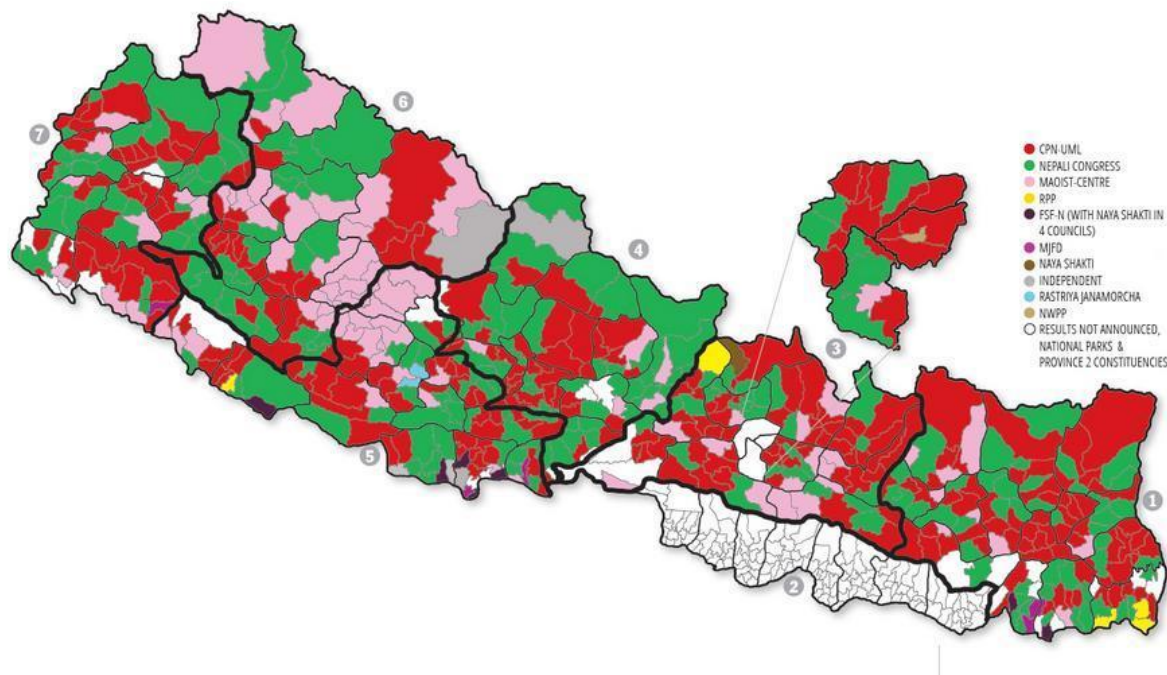 6
7
4
3
5
2
1
CPN-UML
NEPALI CONGRESS
MAOIST-CENTRE
RPP
FSF-N (WITH NAYA SHAKTI IN
4 COUNCILS)
MJFD
NAYA SHAKTI
INDEPENDENT
RASTRIYA JANAMORCHA
NWPP
RESULTS NOT ANNOUNCED,
NATIONAL PARKS &
PROVINCE 2 CONSTITUENCIES